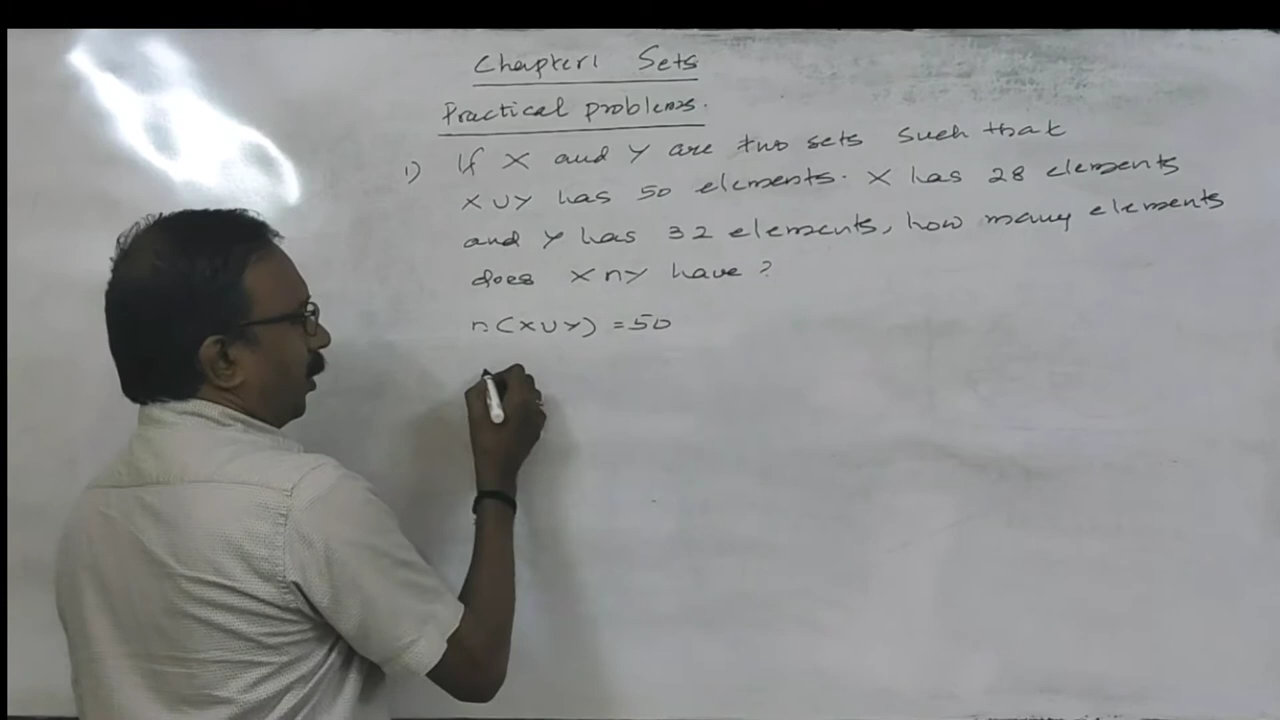 Chapter1 Sets
Practical problems.
1) If X and Y are two sets such that
X∪Y has 50 elements. X has 28 elements
and Y has 32 elements, how many elements
does X∩Y have ?
n(X∪Y) = 50